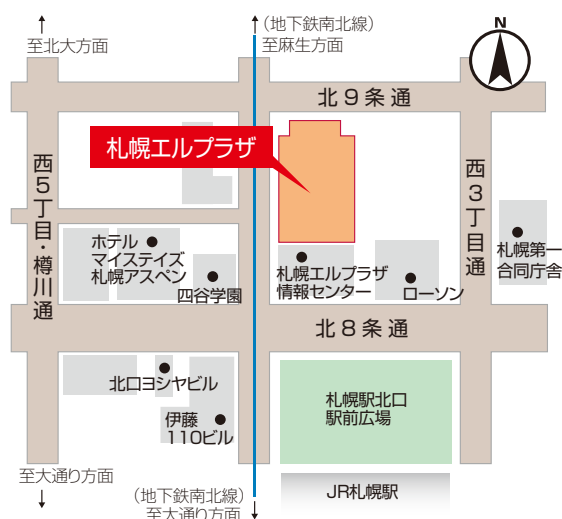 (地下鉄南北線)
至北大方面
至麻生方面
N
北9条通
札幌エルプラザ
西5丁目・樽川通
西3丁目通
ホテル
マイステイズ
札幌アスペン
四谷学園
札幌エルプラザ
情報センター
ローソン
札幌第一
合同庁舎
北8条通
北口ヨシヤビル
伊藤
110ビル
札幌駅北口
駅前広場
至大通り方面
(地下鉄南北線)
至大通り方面
JR札幌駅